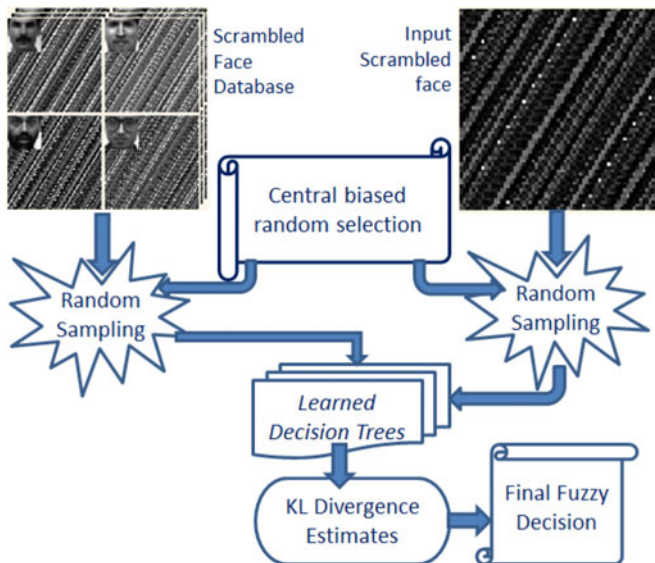 Scrambled
Face
Database
Input
Scrambled
face
Central biased
random selection
Random
Sampling
Random
Sampling
Learned
Decision Trees
KL Divergence
Estimates
Final Fuzzy
Decision